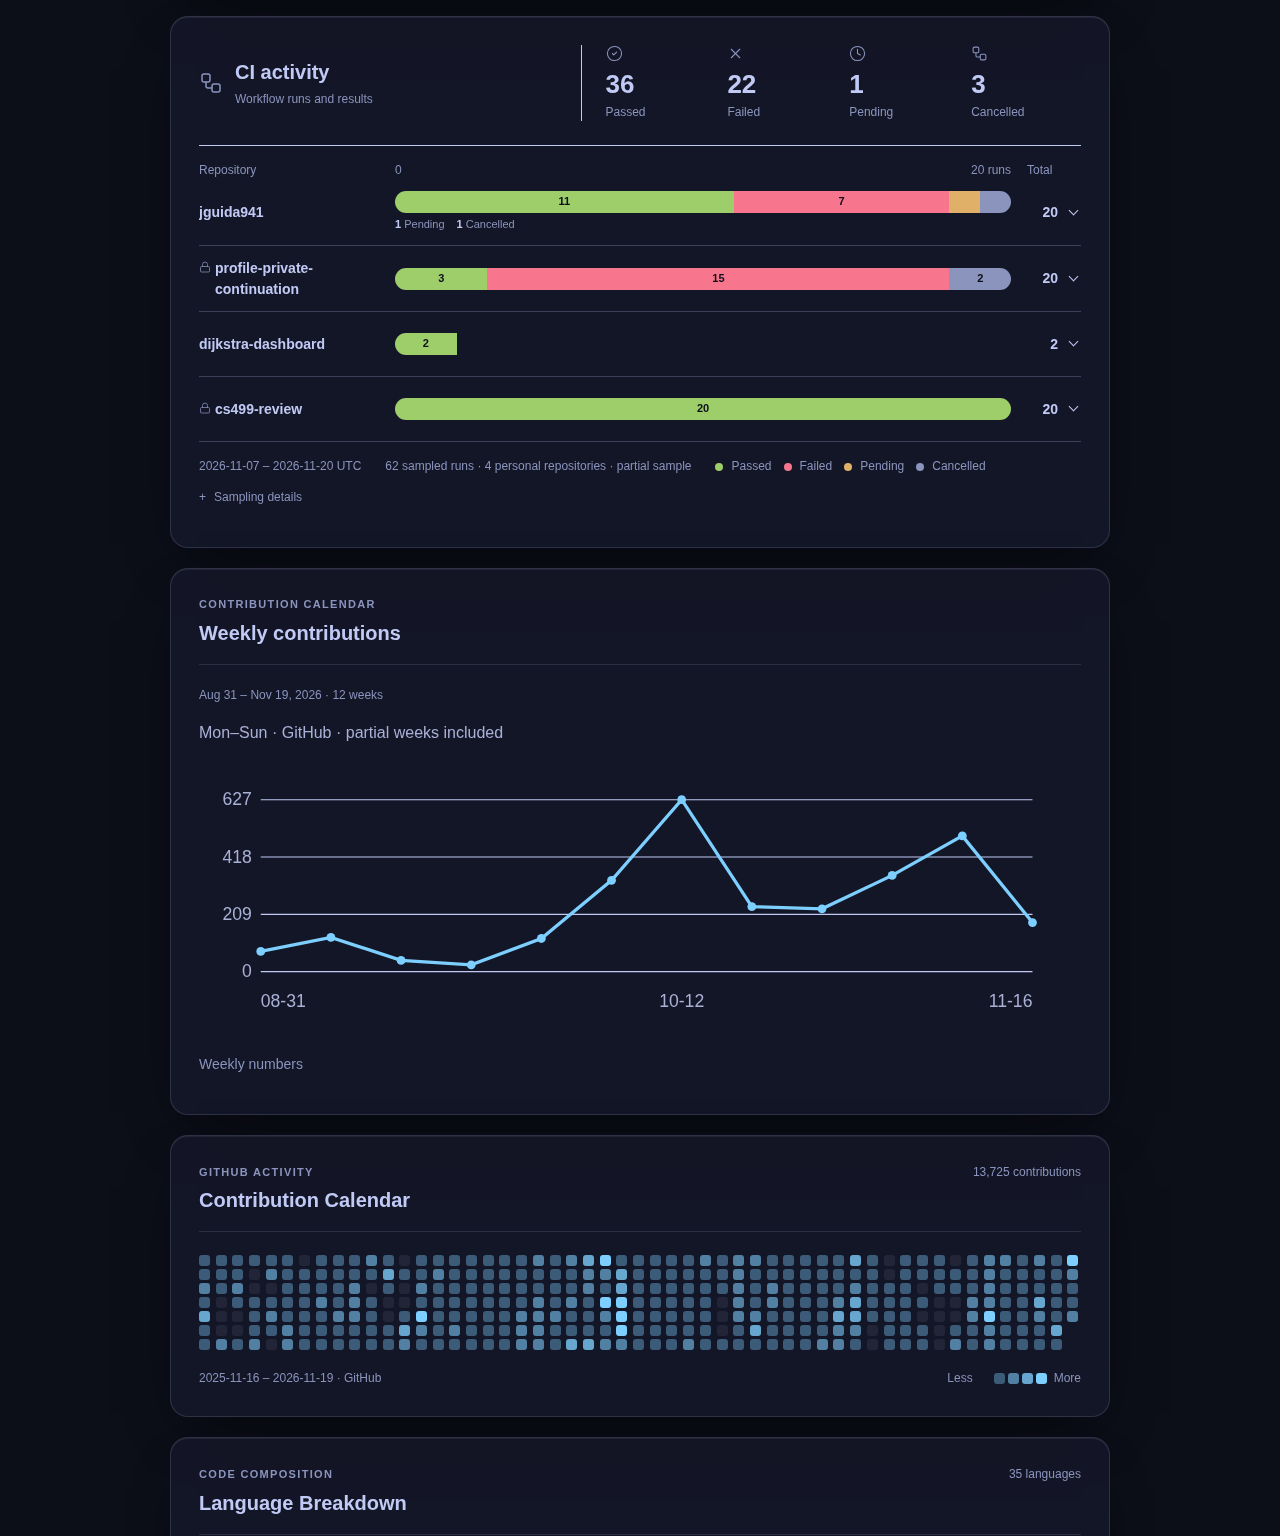 CI activity
Workflow runs and results
36
Passed
22
Failed
1
Pending
3
Cancelled
Repository
0
20 runs
Total
jguida941
11
7
1 Pending
1 Cancelled
20
profile-private-
continuation
3
15
2
20
dijkstra-dashboard
2
2
cs499-review
20
20
2026-11-07 – 2026-11-20 UTC
62 sampled runs · 4 personal repositories · partial sample
Passed
Failed
Pending
Cancelled
+ Sampling details
CONTRIBUTION CALENDAR
Weekly contributions
Aug 31 – Nov 19, 2026 · 12 weeks
Mon–Sun · GitHub · partial weeks included
627
418
209
0
08-31
10-12
11-16
Weekly numbers
GITHUB ACTIVITY
13,725 contributions
Contribution Calendar
2025-11-16 – 2026-11-19 · GitHub
Less
More
CODE COMPOSITION
35 languages
Language Breakdown